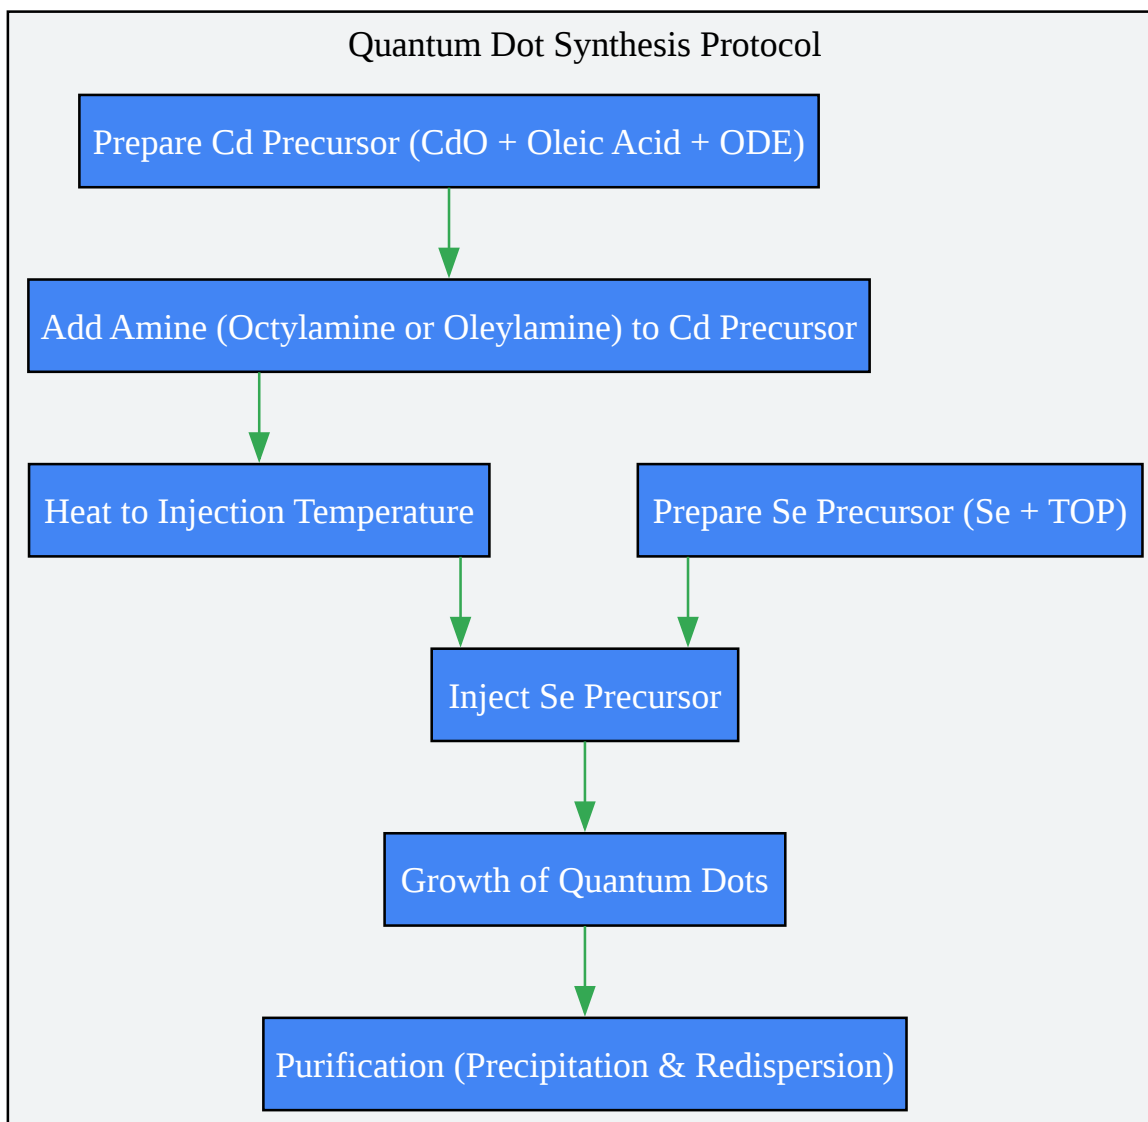 Quantum Dot Synthesis Protocol
Prepare Cd Precursor (CdO + Oleic Acid + ODE)
Add Amine (Octylamine or Oleylamine) to Cd Precursor
Heat to Injection Temperature
Prepare Se Precursor (Se + TOP)
Inject Se Precursor
Growth of Quantum Dots
Purification (Precipitation & Redispersion)